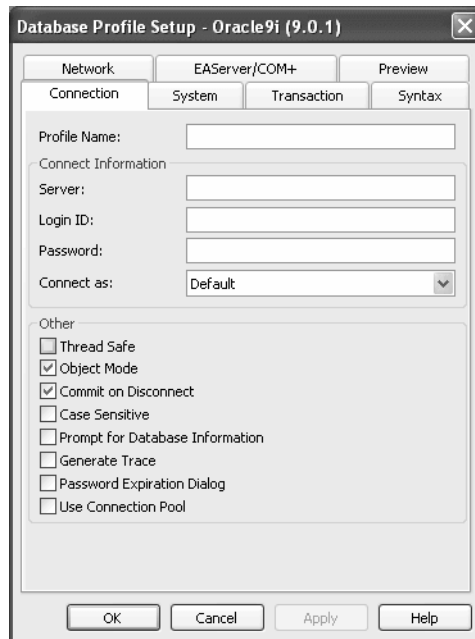 Database Profile Setup - Oracle9i (9.0.1)
Network EAServer/COM+ Preview
Connection System Transaction Syntax
Profile Name:
Connect Information
Server:
Login ID:
Password:
Connect as: Default
Other
Thread Safe
Object Mode
Commit on Disconnect
Case Sensitive
Prompt for Database Information
Generate Trace
Password Expiration Dialog
Use Connection Pool
OK Cancel Apply Help